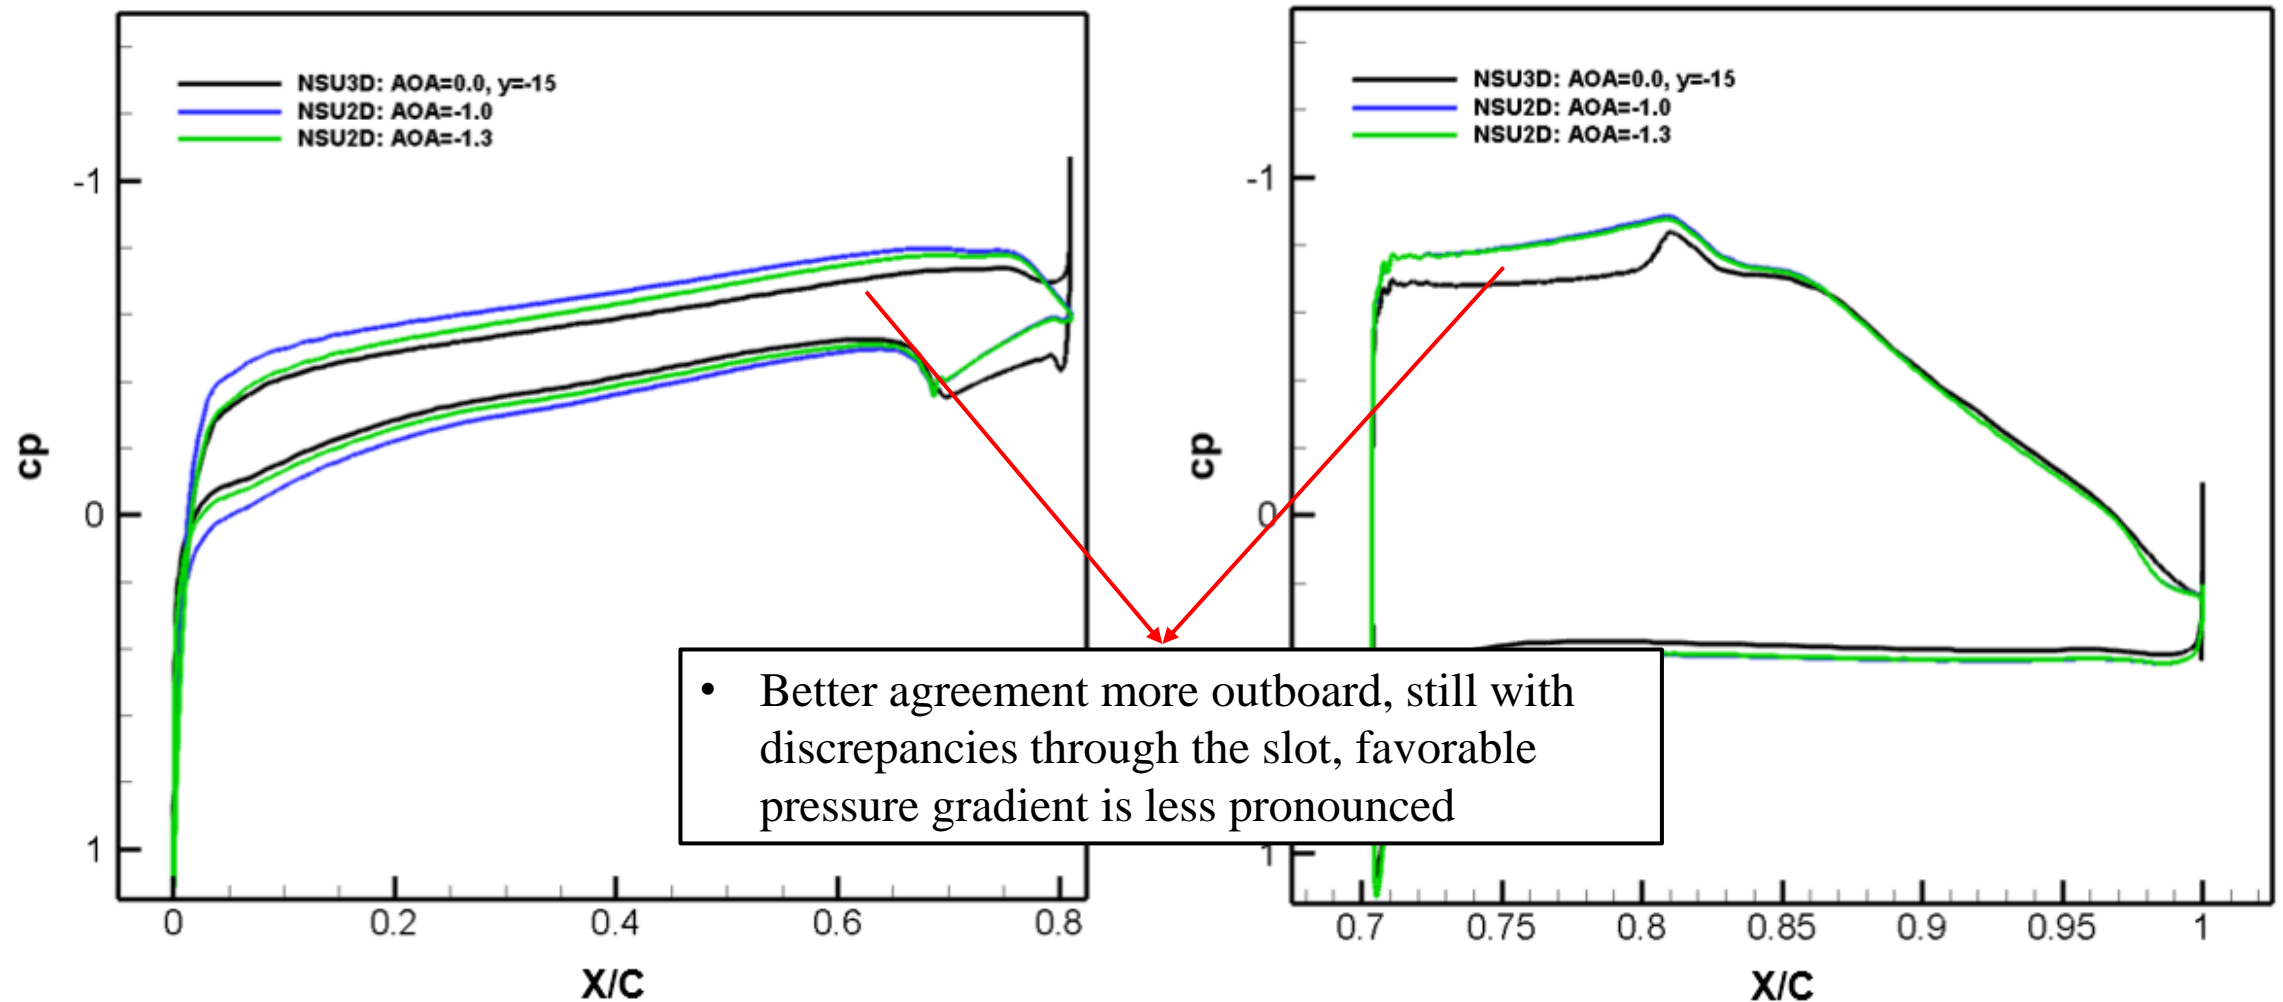 NSU3D: AOA=0.0, y=-15
NSU2D: AOA=-1.0
NSU2D: AOA=-1.3
-1
0
1
cp
0
0.2
0.4
0.6
0.8
X/C
NSU3D: AOA=0.0, y=-15
NSU2D: AOA=-1.0
NSU2D: AOA=-1.3
-1
0
1
cp
0.7
0.75
0.8
0.85
0.9
0.95
1
X/C
• Better agreement more outboard, still with
discrepancies through the slot, favorable
pressure gradient is less pronounced